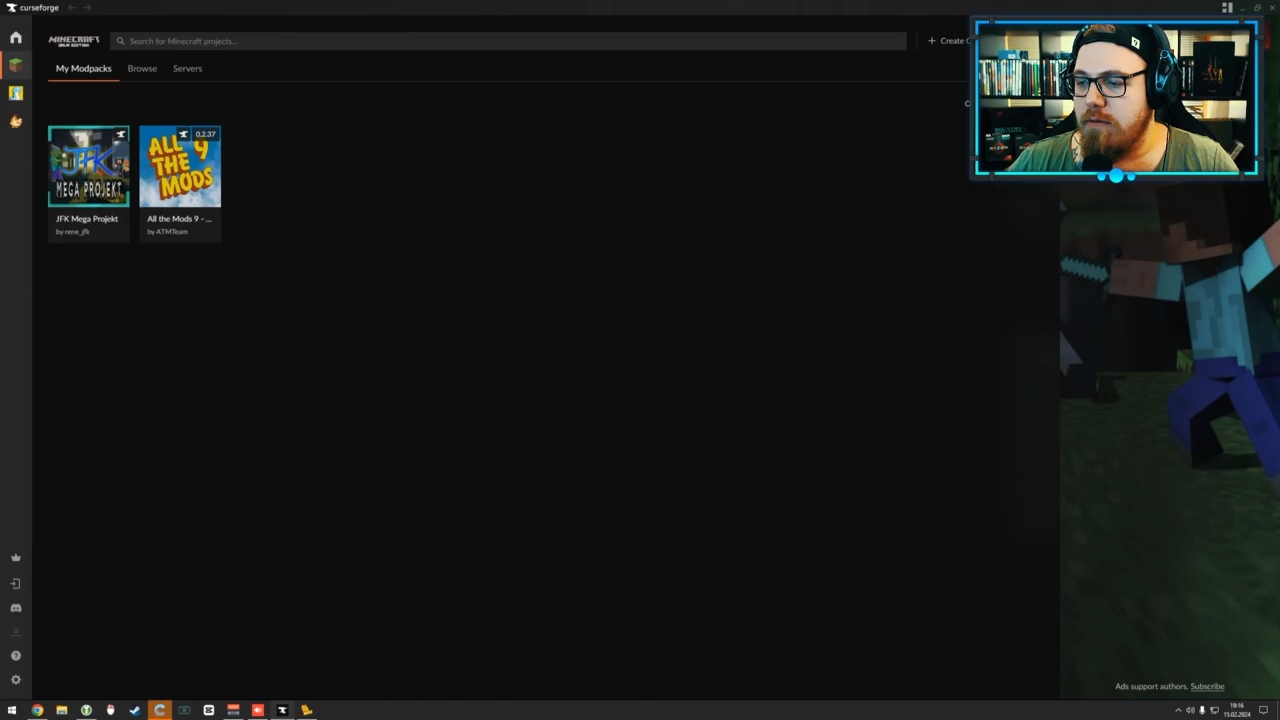 curseforge
MINECRAFT
JAVA EDITION
Search for Minecraft projects...
Create
My Modpacks
Browse
Servers
JFK
MEGA PROJEKT
JFK Mega Projekt
by rene_jfk
0.2.37
ALL 9
THE
MODS
All the Mods 9 - ...
by ATMTeam
Ads support authors. Subscribe
19:16
15.02.2024